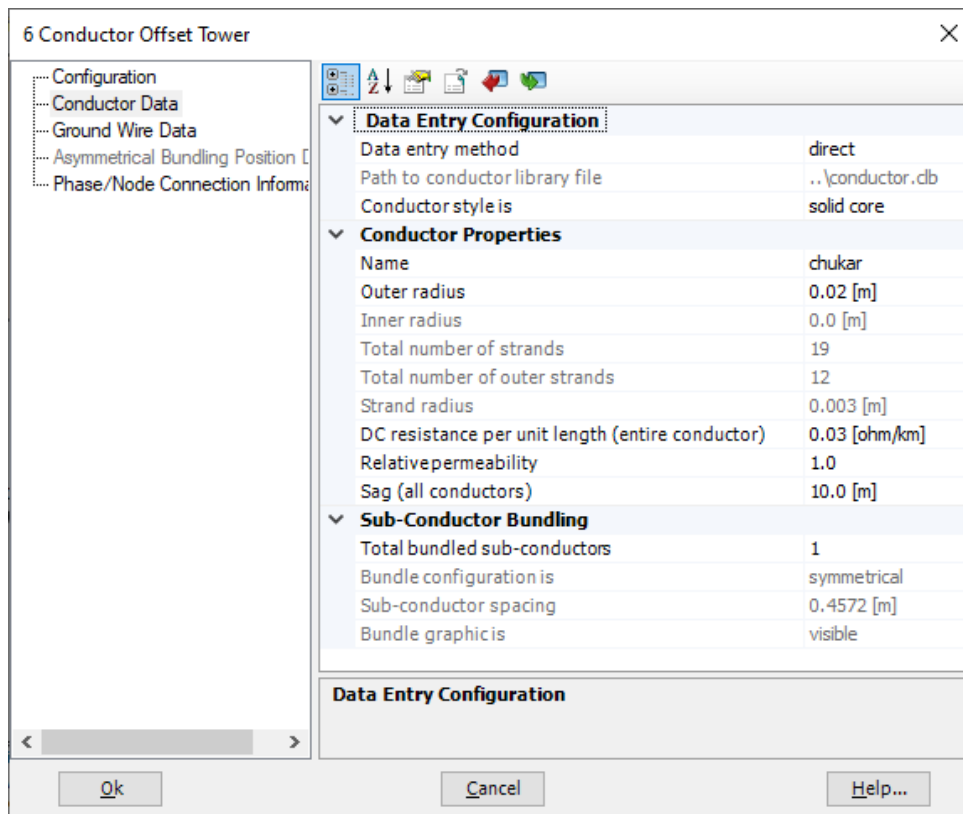 6 Conductor Offset Tower
Configuration
Conductor Data
Ground Wire Data
Asymmetrical Bundling Position D
Phase/Node Connection Informa
Data Entry Configuration
Data entry method direct
Path to conductor library file ..\conductor.clb
Conductor style is solid core
Conductor Properties
Name chukar
Outer radius 0.02 [m]
Inner radius 0.0 [m]
Total number of strands 19
Total number of outer strands 12
Strand radius 0.003 [m]
DC resistance per unit length (entire conductor) 0.03 [ohm/km]
Relative permeability 1.0
Sag (all conductors) 10.0 [m]
Sub-Conductor Bundling
Total bundled sub-conductors 1
Bundle configuration is symmetrical
Sub-conductor spacing 0.4572 [m]
Bundle graphic is visible
Data Entry Configuration
Ok Cancel Help...